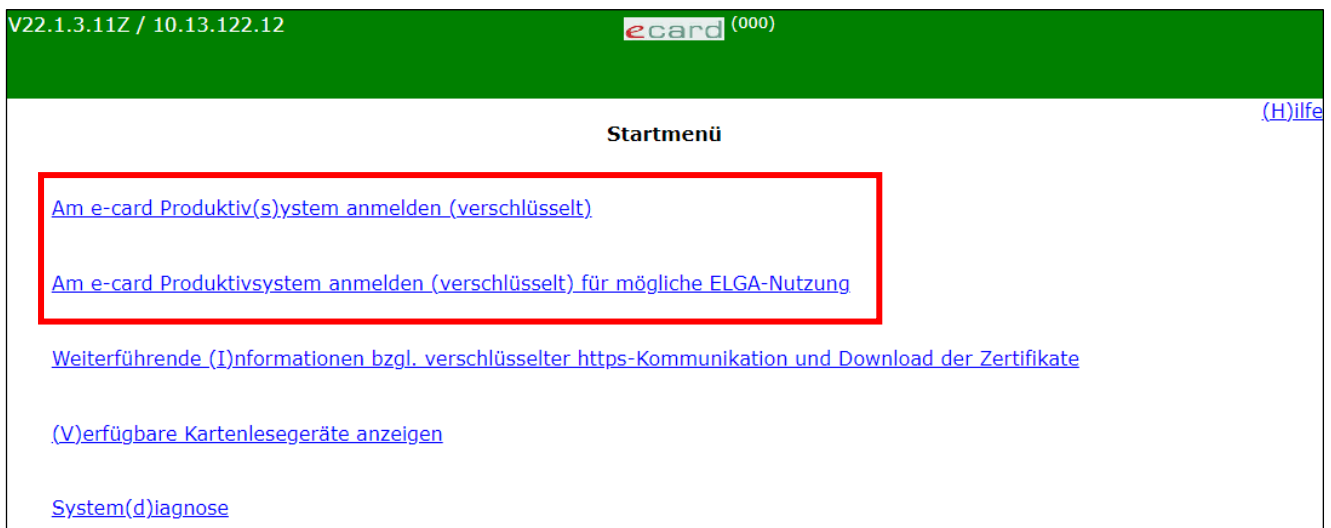 V22.1.3.11Z / 10.13.122.12
ecard (000)
(H)ilfe
Startmenü
Am e-card Produktiv(s)ystem anmelden (verschlüsselt)
Am e-card Produktivsystem anmelden (verschlüsselt) für mögliche ELGA-Nutzung
Weiterführende (I)nformationen bzgl. verschlüsselter https-Kommunikation und Download der Zertifikate
(V)erfügbare Kartenlesegeräte anzeigen
System(d)iagnose